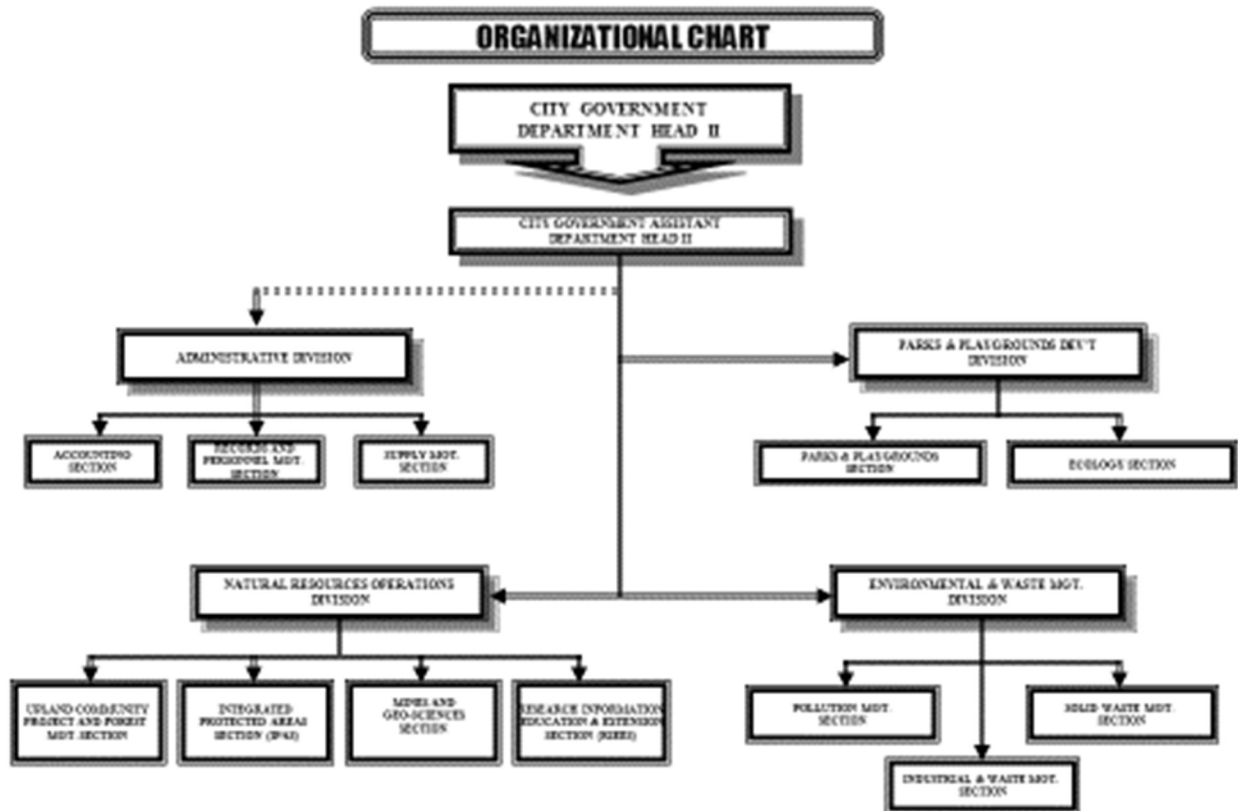 ORGANIZATIONAL CHART
CITY GOVERNMENT
DEPARTMENT HEAD II
CITY GOVERNMENT ASSISTANT
DEPARTMENT HEAD II
ADMINISTRATIVE DIVISION
PARKS & PLAYGROUNDS DEV'T
DIVISION
ACCOUNTING
SECTION
RECORDS AND
PERSONNEL MGT.
SECTION
SUPPLY MGT.
SECTION
PARKS & PLAYGROUNDS
SECTION
ECOLOGY SECTION
NATURAL RESOURCES OPERATIONS
DIVISION
ENVIRONMENTAL & WASTE MGT.
DIVISION
UPLAND COMMUNITY
PROJECT AND FOREST
MGT. SECTION
INTEGRATED
PROTECTED AREAS
SECTION
MINES AND
GEO-SCIENCES
SECTION
RESEARCH INFORMATION
EDUCATION & EXTENSION
SECTION
POLLUTION MGT.
SECTION
SOLID WASTE MGT.
SECTION
INDUSTRIAL & WASTE MGT.
SECTION